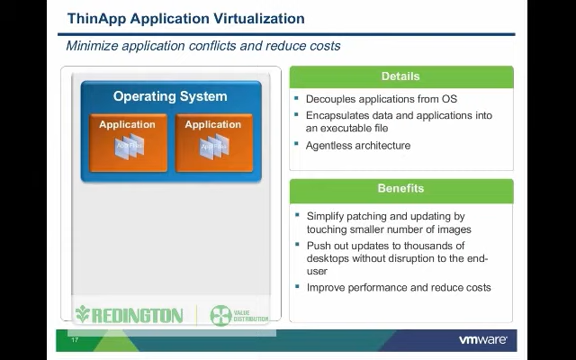 ThinApp Application Virtualization
Minimize application conflicts and reduce costs
Operating System
Application
Application
Details
Decouples applications from OS
Encapsulates data and applications into
an executable file
Agentless architecture
Benefits
Simplify patching and updating by
touching smaller number of images
Push out updates to thousands of
desktops without disruption to the end-
user
Improve performance and reduce costs
REDINGTON
VALUE
DISTRIBUTION
17
vmware